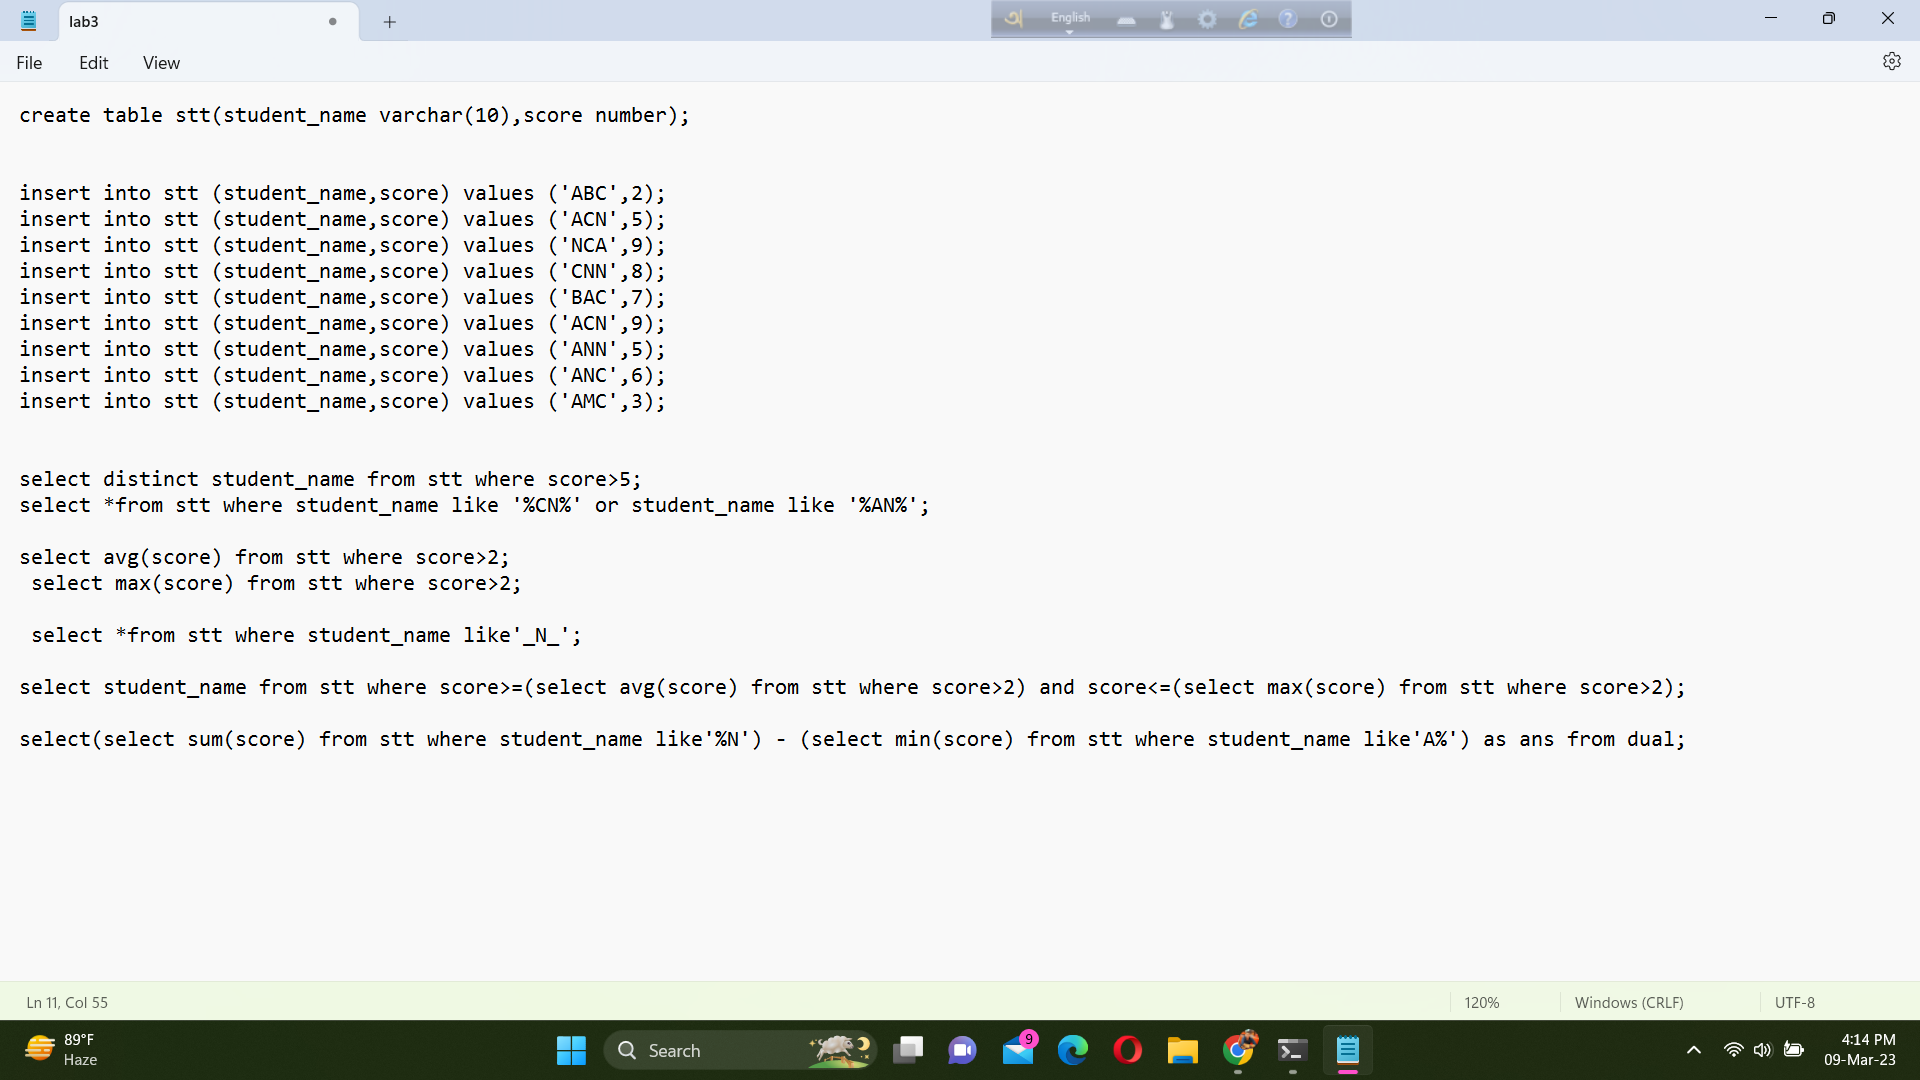 lab3
English
File Edit View
create table stt(student_name varchar(10),score number);
insert into stt (student_name,score) values ('ABC',2);
insert into stt (student_name,score) values ('ACN',5);
insert into stt (student_name,score) values ('NCA',9);
insert into stt (student_name,score) values ('CNN',8);
insert into stt (student_name,score) values ('BAC',7);
insert into stt (student_name,score) values ('ACN',9);
insert into stt (student_name,score) values ('ANN',5);
insert into stt (student_name,score) values ('ANC',6);
insert into stt (student_name,score) values ('AMC',3);
select distinct student_name from stt where score>5;
select *from stt where student_name like '%CN%' or student_name like '%AN%';
select avg(score) from stt where score>2;
select max(score) from stt where score>2;
select *from stt where student_name like'_N_';
select student_name from stt where score>=(select avg(score) from stt where score>2) and score<=(select max(score) from stt where score>2);
select(select sum(score) from stt where student_name like'%N') - (select min(score) from stt where student_name like'A%') as ans from dual;
Ln 11, Col 55 120% Windows (CRLF) UTF-8
89°F
Haze
Search
9
4:14 PM
09-Mar-23